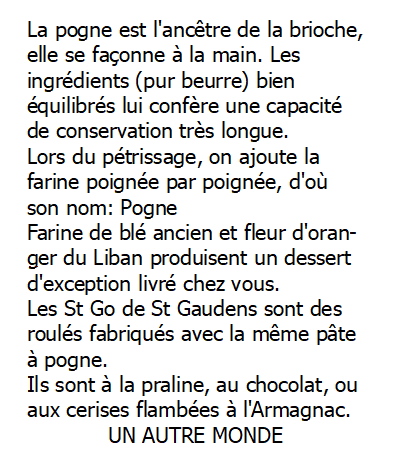 La pogne est l'ancêtre de la brioche,
elle se façonne à la main. Les
ingrédients (pur beurre) bien
équilibrés lui confère une capacité
de conservation très longue.
Lors du pétrissage, on ajoute la
farine poignée par poignée, d'où
son nom: Pogne
Farine de blé ancien et fleur d'oran-
ger du Liban produisent un dessert
d'exception livré chez vous.
Les St Go de St Gaudens sont des
roulés fabriqués avec la même pâte
à pogne.
Ils sont à la praline, au chocolat, ou
aux cerises flambées à l'Armagnac.
UN AUTRE MONDE